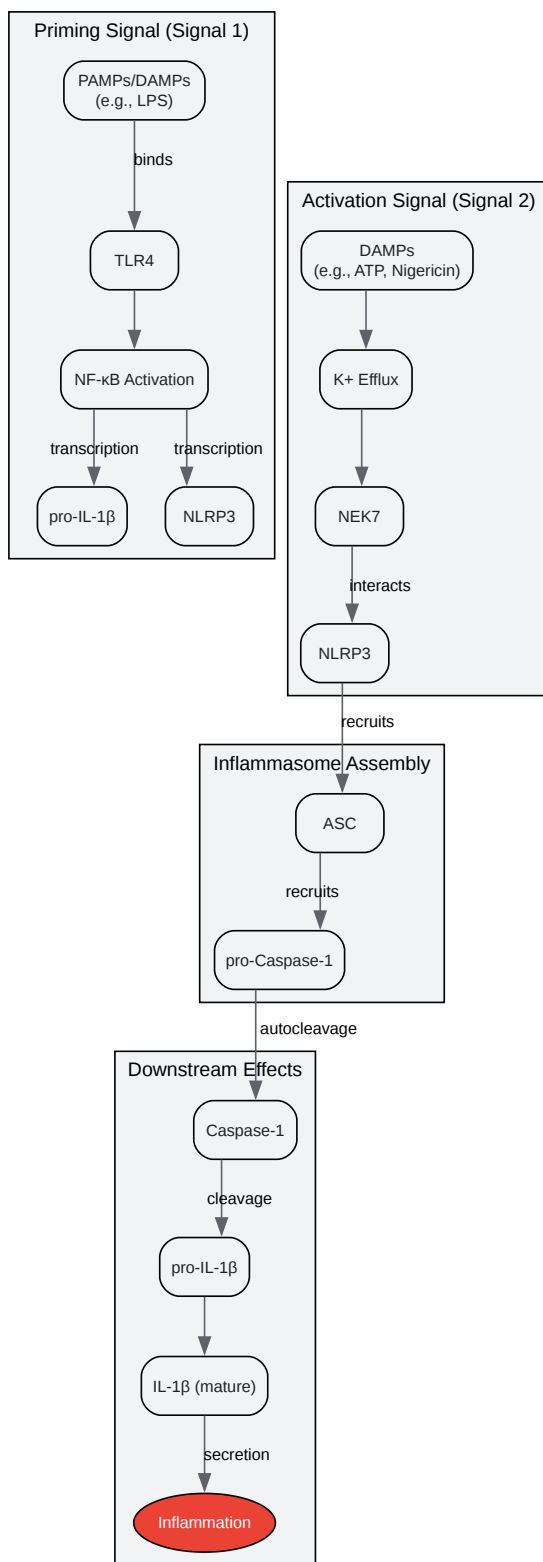 Priming Signal (Signal 1)
PAMPs/DAMPs
(e.g., LPS)
binds
TLR4
NF-κB Activation
transcription
transcription
pro-IL-1β
NLRP3
Activation Signal (Signal 2)
DAMPs
(e.g., ATP, Nigericin)
K+ Efflux
NEK7
interacts
NLRP3
recruits
Inflammasome Assembly
ASC
recruits
pro-Caspase-1
autocleavage
Downstream Effects
Caspase-1
cleavage
pro-IL-1β
IL-1β (mature)
secretion
Inflammation